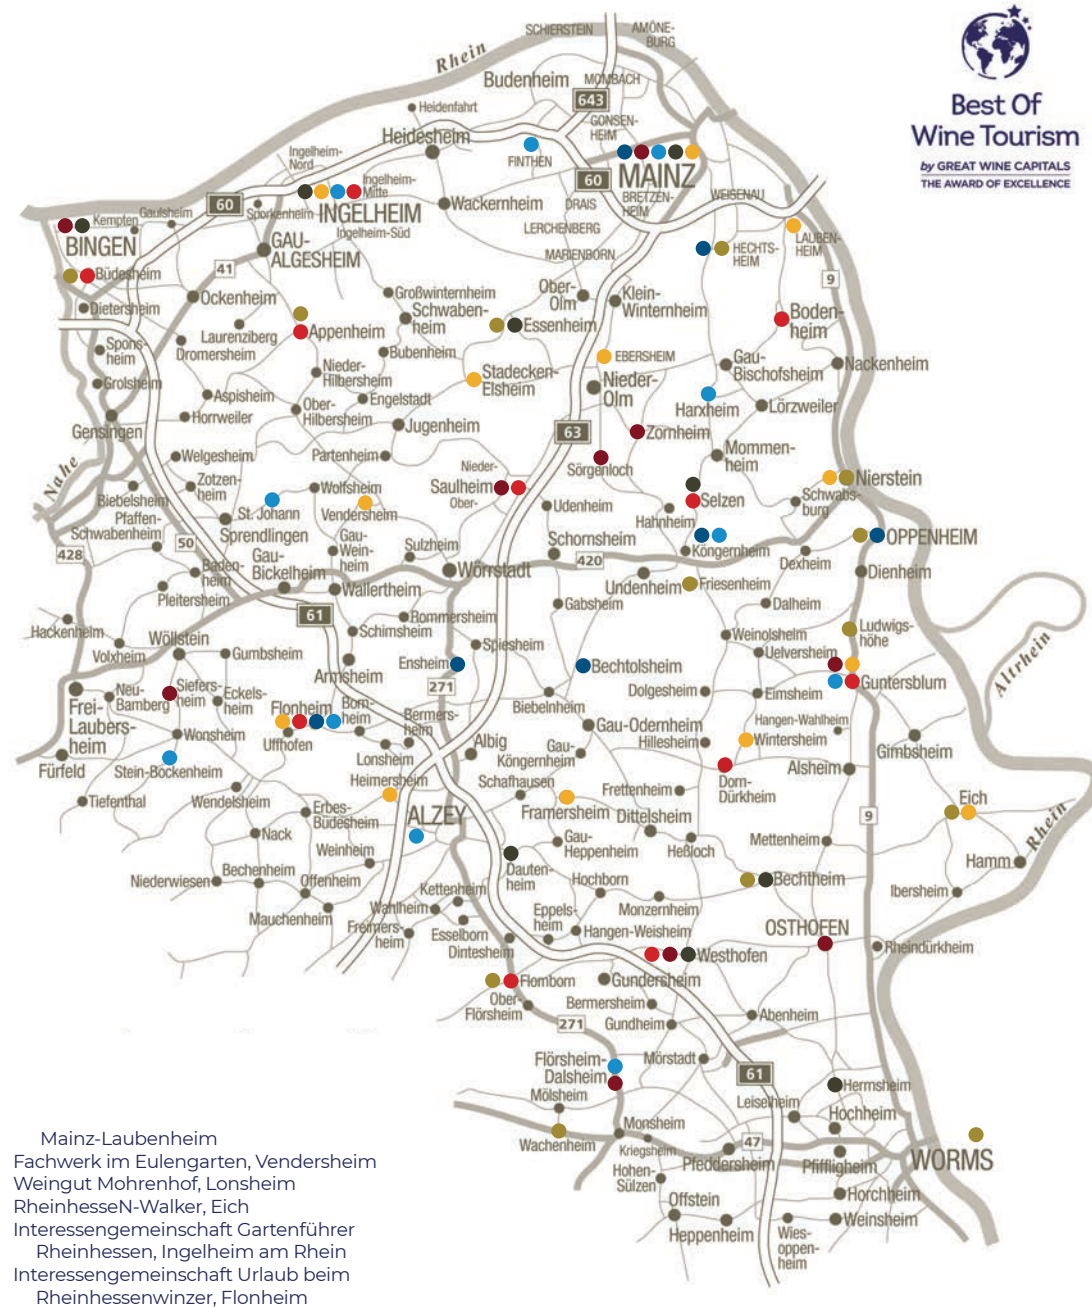 SCHIERSTEIN
AMÖNE-
BURG
Rhein
Budenheim
MOMBACH
643
Heidenfahrt
GONSEN-
HEIM
Heidesheim
FINTHEN
Ingelheim-
Nord
MAINZ
60
Ingelheim-
Mitte
BRETZEN-
HEIM
WEISENAU
60
Sporkenheim
INGELHEIM
Wackernheim
DRAIS
Kempten
Gaulsheim
BINGEN
Ingelheim-Süd
LERCHENBERG
LAUBEN-
HEIM
GAU-
ALGESHEIM
MARIENBORN
HECHTS-
HEIM
41
Büdesheim
9
Ockenheim
Großwinternheim
Ober-
Olm
Klein-
Winternheim
Dietersheim
Schwaben-
heim
Boden-
heim
Laurenziberg
Appenheim
Essenheim
Spons-
heim
Dromersheim
Bubenheim
EBERSHEIM
Gau-
Bischofsheim
Nackenheim
Grolsheim
Nieder-
Hilbersheim
Stadecken-
Elsheim
Nieder-
Olm
Aspisheim
Engelstadt
Harxheim
Lörzweiler
Horrweiler
Ober-
Hilbersheim
Gensingen
Jugenheim
63
Zornheim
Mommen-
heim
Nahe
Welgesheim
Partenheim
Nieder-
Saulheim
Ober-
Sörgenloch
Zotzen-
heim
Wolfsheim
Nierstein
Biebelsheim
Selzen
Schwabs-
burg
St. Johann
Vendersheim
Udenheim
Pfaffen-
Schwabenheim
Sprendlingen
Hahnheim
OPPENHEIM
50
Gau-
Wein-
heim
Sulzheim
Schornsheim
Köngernheim
428
Gau-
Bickelheim
420
Dexheim
Baden-
heim
Wörrstadt
Undenheim
Friesenheim
Dienheim
Pleitersheim
Wallertheim
61
Rommersheim
Gabsheim
Dalheim
Hackenheim
Schimsheim
Ludwigs-
höhe
Volxheim
Wöllstein
Gumbsheim
Spiesheim
Weinolsheim
Uelversheim
Altrhein
Armsheim
Ensheim
Bechtolsheim
271
Dolgesheim
Eimsheim
Guntersblum
Frei-
Laubers-
heim
Neu-
Bamberg
Siefers-
heim
Eckels-
heim
Flonheim
Born-
heim
Biebelnheim
Bermers-
heim
Gau-Odernheim
Hangen-Wahlheim
Wonsheim
Uffhofen
Albig
Hillesheim
Wintersheim
Gimbsheim
Fürfeld
Stein-Bockenheim
Lonsheim
Gau-
Köngernheim
Alsheim
Heimersheim
Schafhausen
Dorn-
Dürkheim
Tiefenthal
Wendelsheim
Frettenheim
Eich
Erbes-
Büdesheim
ALZEY
Framersheim
Dittelsheim
9
Rhein
Nack
Gau-
Heppenheim
Heßloch
Mettenheim
Weinheim
Hamm
Niederwiesen
Bechenheim
Offenheim
Dauten-
heim
Hochborn
Bechtheim
Ibersheim
Kettenheim
Mauchenheim
Wahlheim
Monzernheim
Eppels-
heim
Freimers-
heim
Esselborn
Hangen-Weisheim
OSTHOFEN
Dintesheim
Westhofen
Rheindürkheim
Flomborn
Gundersheim
Ober-
Flörsheim
Bermersheim
Gundheim
Abenheim
271
Flörsheim-
Dalsheim
Mörstadt
61
Herrnsheim
Mölsheim
Leiselheim
Hochheim
Wachenheim
Monsheim
47
Kriegsheim
Pfeddersheim
Pfiffligheim
WORMS
Hohen-
Sülzen
Horchheim
Offstein
Heppenheim
Wies-
oppen-
heim
Weinsheim
Best Of
Wine Tourism
by GREAT WINE CAPITALS
THE AWARD OF EXCELLENCE
Mainz-Laubenheim
Fachwerk im Eulengarten, Vendersheim
Weingut Mohrenhof, Lonsheim
RheinhesseN-Walker, Eich
Interessengemeinschaft Gartenführer
Rheinhessen, Ingelheim am Rhein
Interessengemeinschaft Urlaub beim
Rheinhessenwinzer, Flonheim